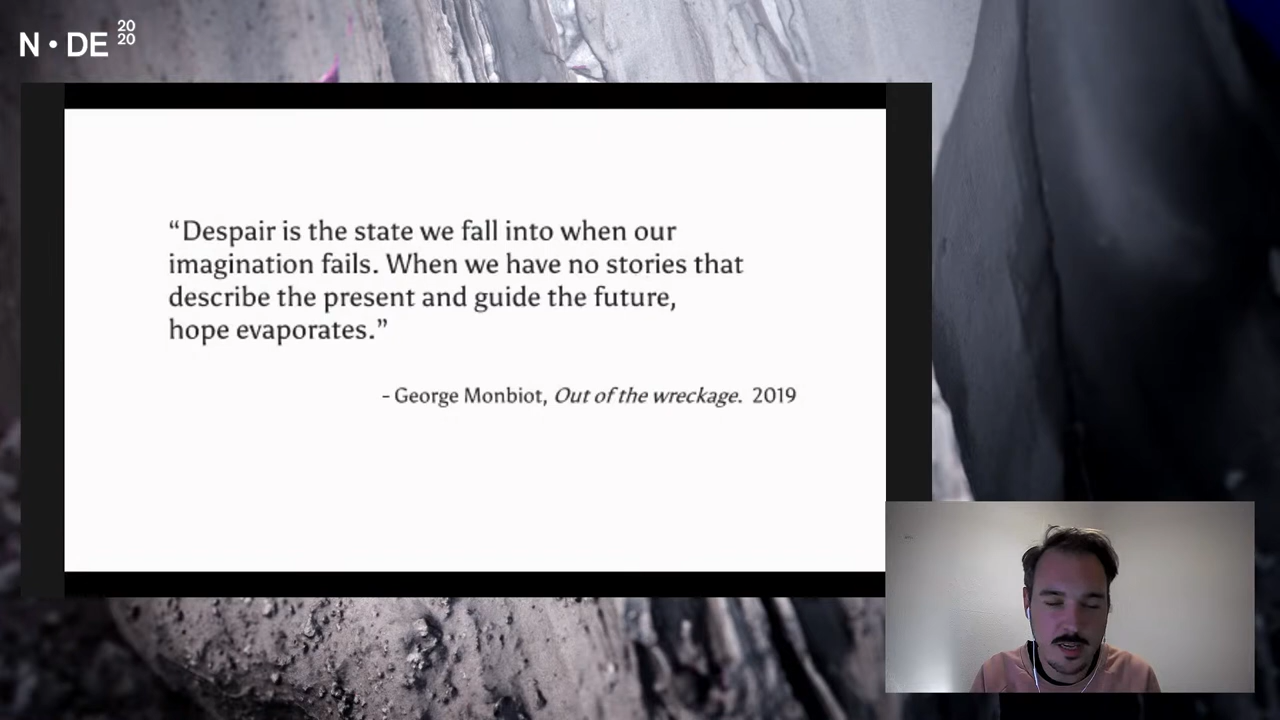 N • DE 20
20
“Despair is the state we fall into when our
imagination fails. When we have no stories that
describe the present and guide the future,
hope evaporates.”
- George Monbiot, Out of the wreckage. 2019